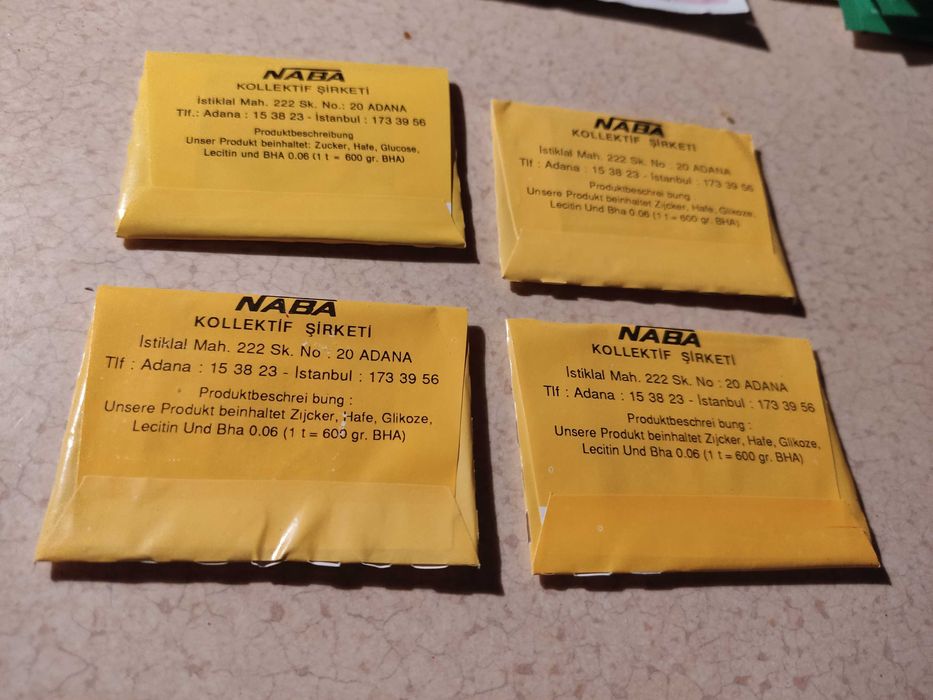 NABA
KOLLEKTİF ŞİRKETİ
İstiklal Mah. 222 Sk. No.: 20 ADANA
Tlf.: Adana : 15 38 23 - İstanbul : 173 39 56
Produktbeschreibung
Unser Produkt beinhaltet: Zucker, Hafe, Glucose,
Lecitin und BHA 0.06 (1 t = 600 gr. BHA)
NABA
KOLLEKTİF ŞİRKETİ
İstiklal Mah. 222 Sk. No : 20 ADANA
Tlf : Adana : 15 38 23 - İstanbul : 173 39 56
Produktbeschrei bung
Unsere Produkt beinhaltet Zijcker, Hafe, Glikoze,
Lecitin Und Bha 0.06 (1 t = 600 gr. BHA)
NABA
KOLLEKTİF ŞİRKETİ
İstiklal Mah. 222 Sk. No : 20 ADANA
Tlf : Adana : 15 38 23 - İstanbul : 173 39 56
Produktbeschrei bung :
Unsere Produkt beinhaltet Zijcker, Hafe, Glikoze,
Lecitin Und Bha 0.06 (1 t = 600 gr. BHA)
NABA
KOLLEKTİF ŞİRKETİ
İstiklal Mah. 222 Sk. No : 20 ADANA
Tlf : Adana : 15 38 23 - İstanbul : 173 39 56
Produktbeschrei bung :
Unsere Produkt beinhaltet Zijcker, Hafe, Glikoze,
Lecitin Und Bha 0.06 (1 t = 600 gr. BHA)